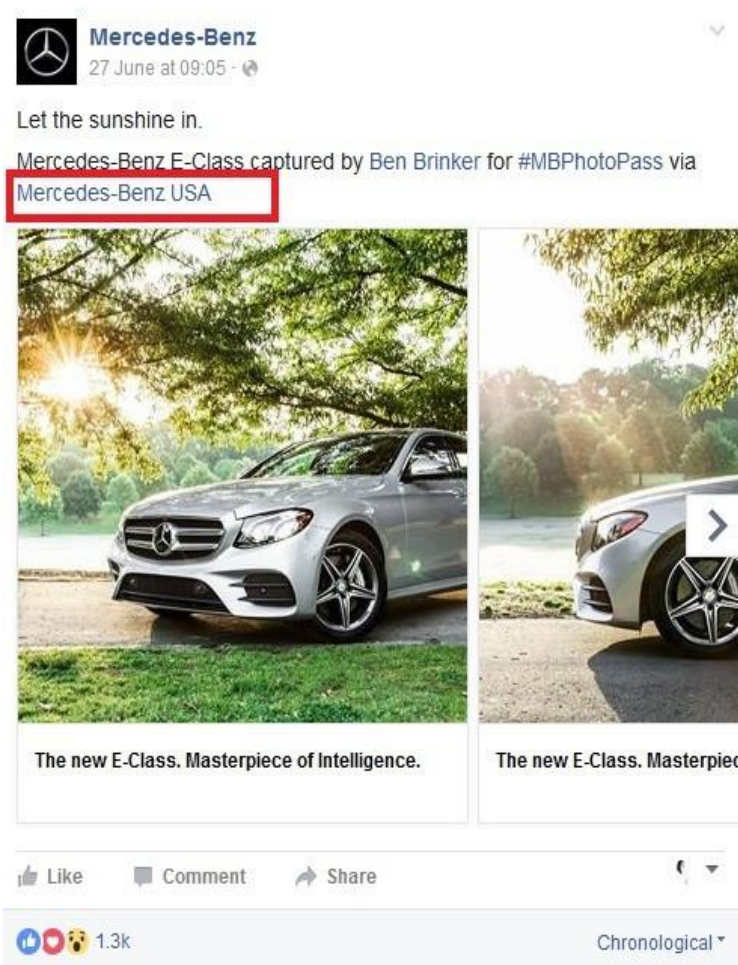 Mercedes-Benz
27 June at 09:05 ·
Let the sunshine in.
Mercedes-Benz E-Class captured by Ben Brinker for #MBPhotoPass via
Mercedes-Benz USA
The new E-Class. Masterpiece of Intelligence.
The new E-Class. Masterpiec
Like Comment Share
1.3k Chronological